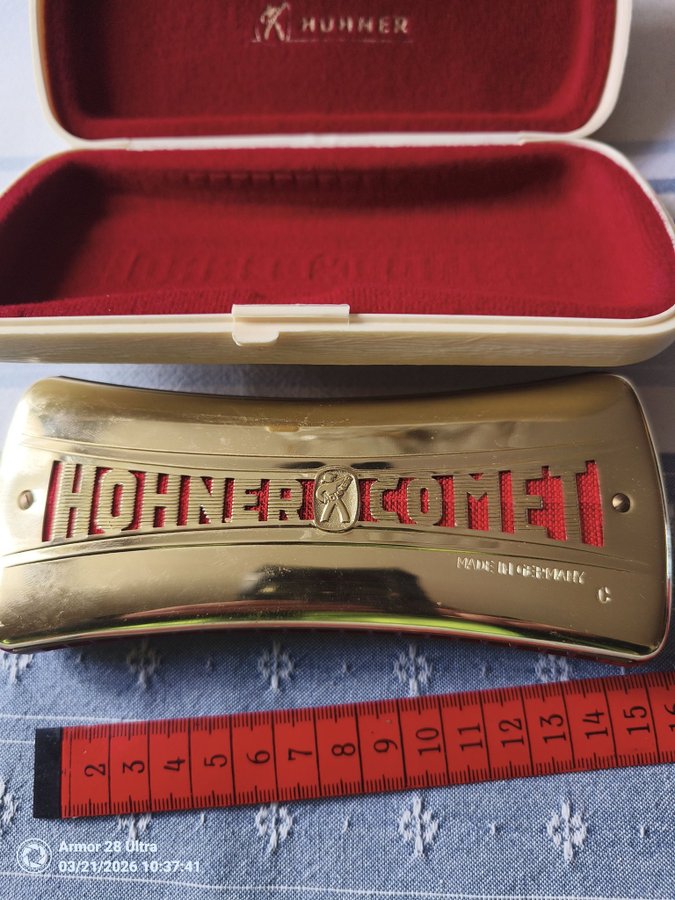 HOHNER
HOHNER COMET
MADE IN GERMANY
C
2 3 4 5 6 7 8 9 10 11 12 13 14 15 16
Armor 28 Ultra
03/21/2026 10:37:41